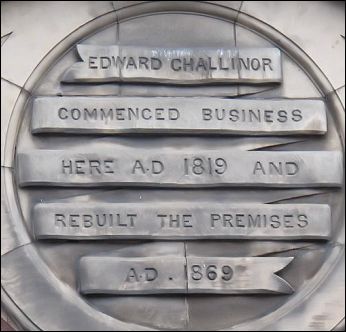 EDWARD CHALLINOR
COMMENCED BUSINESS
HERE A.D 1819 AND
REBUILT THE PREMISES
A.D. 1869